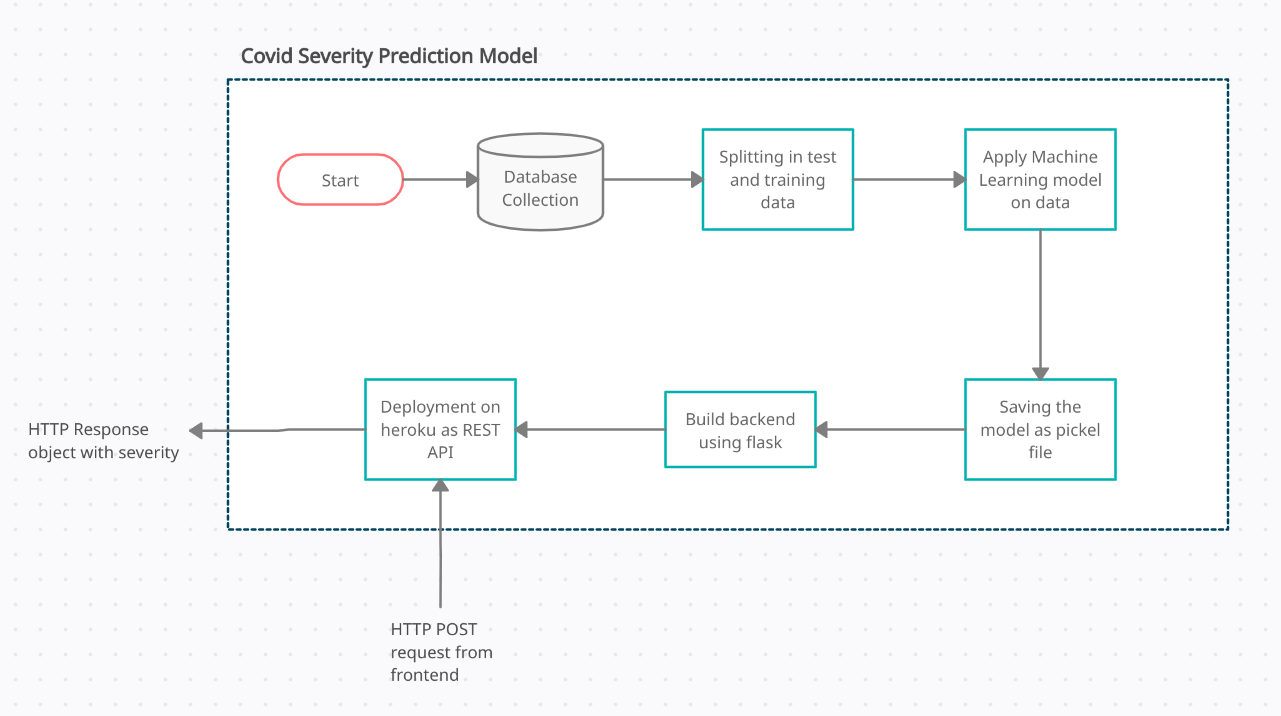 Covid Severity Prediction Model
Start
Database
Collection
Splitting in test
and training
data
Apply Machine
Learning model
on data
Deployment on
heroku as REST
API
Build backend
using flask
Saving the
model as pickel
file
HTTP Response
object with severity
HTTP POST
request from
frontend